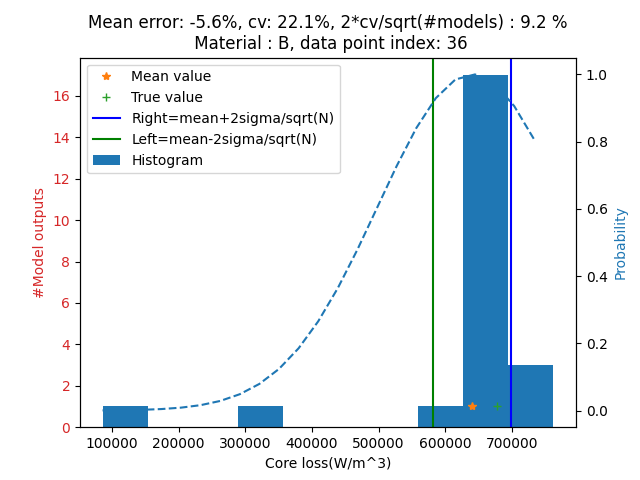 Mean error: -5.6%, cv: 22.1%, 2*cv/sqrt(#models) : 9.2 %
Material : B, data point index: 36
Mean value
True value
Right=mean+2sigma/sqrt(N)
Left=mean-2sigma/sqrt(N)
Histogram
#Model outputs
16
14
12
10
8
6
4
2
0
1.0
0.8
0.6
0.4
0.2
0.0
Probability
100000 200000 300000 400000 500000 600000 700000
Core loss(W/m^3)